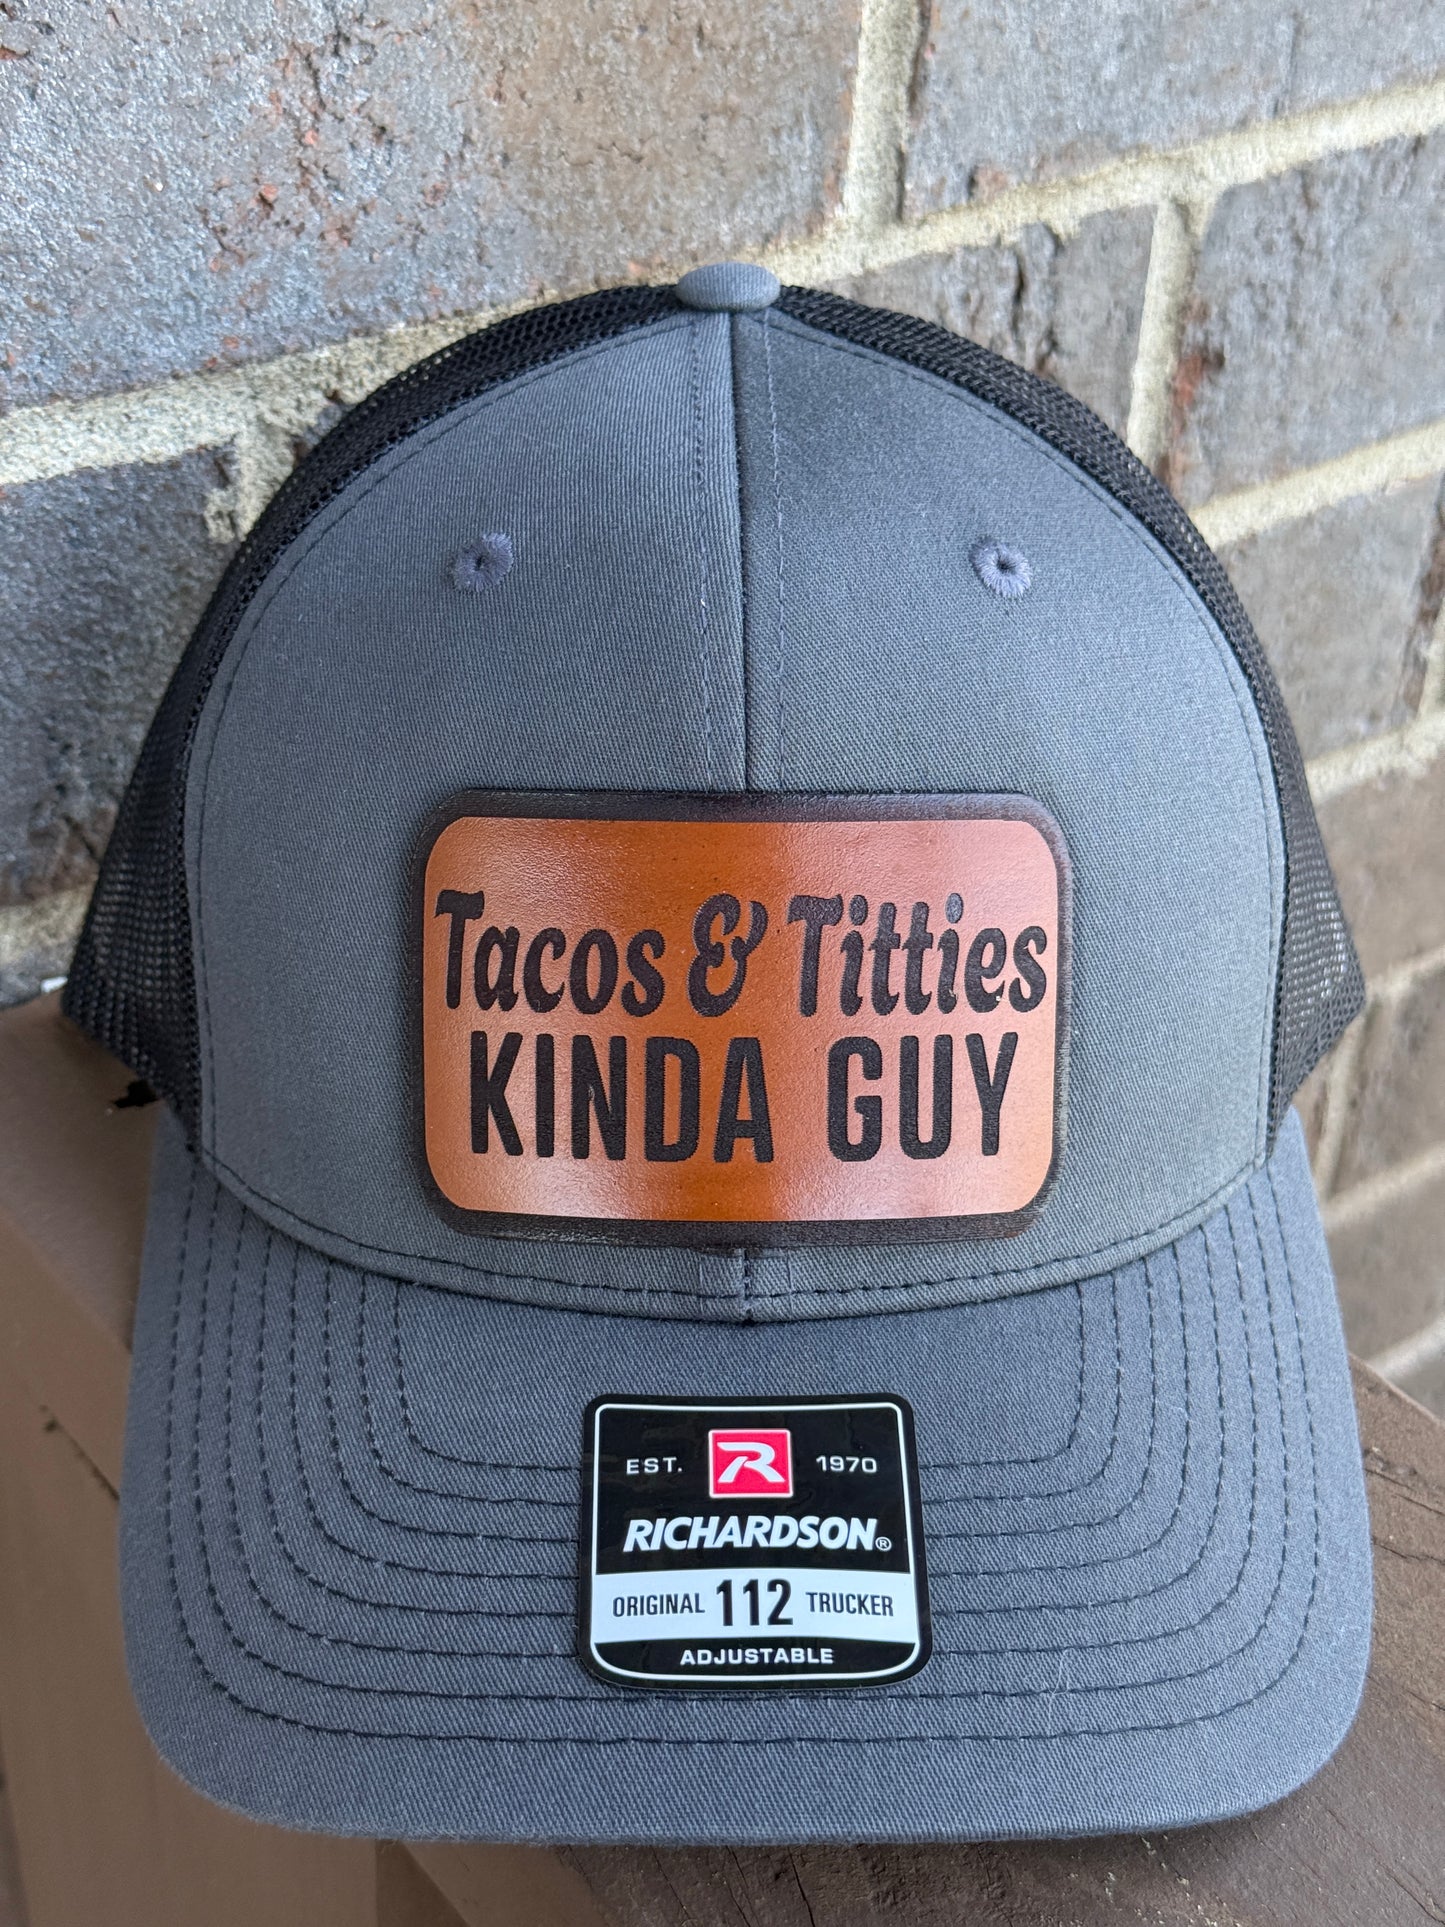 Tacos & Titties
KINDA GUY
EST. R 1970
RICHARDSON®
ORIGINAL 112 TRUCKER
ADJUSTABLE